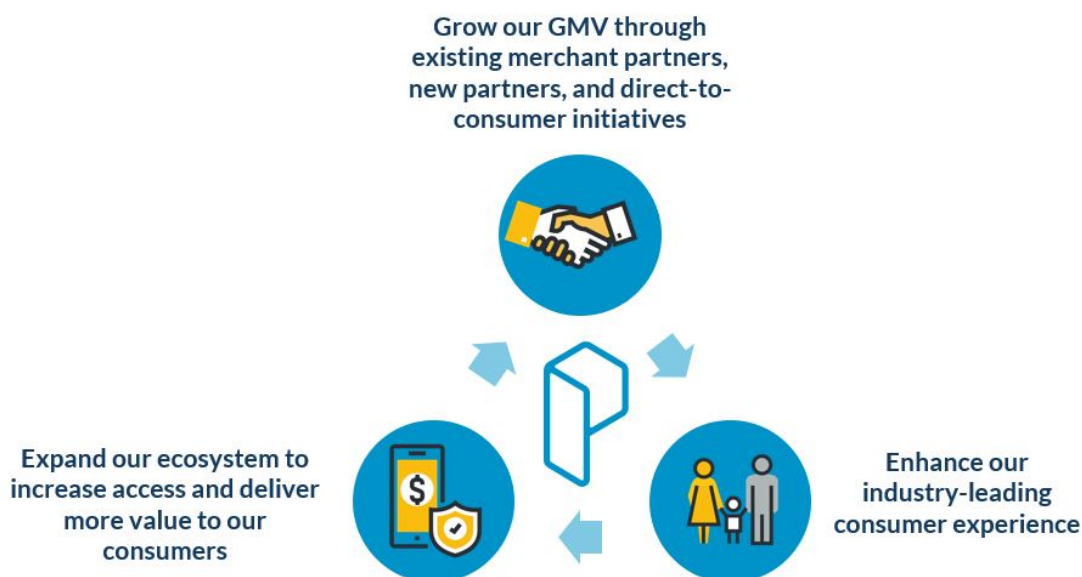 Grow our GMV through
existing merchant partners,
new partners, and direct-to-
consumer initiatives
$
Expand our ecosystem to
increase access and deliver
more value to our
consumers
Enhance our
industry-leading
consumer experience